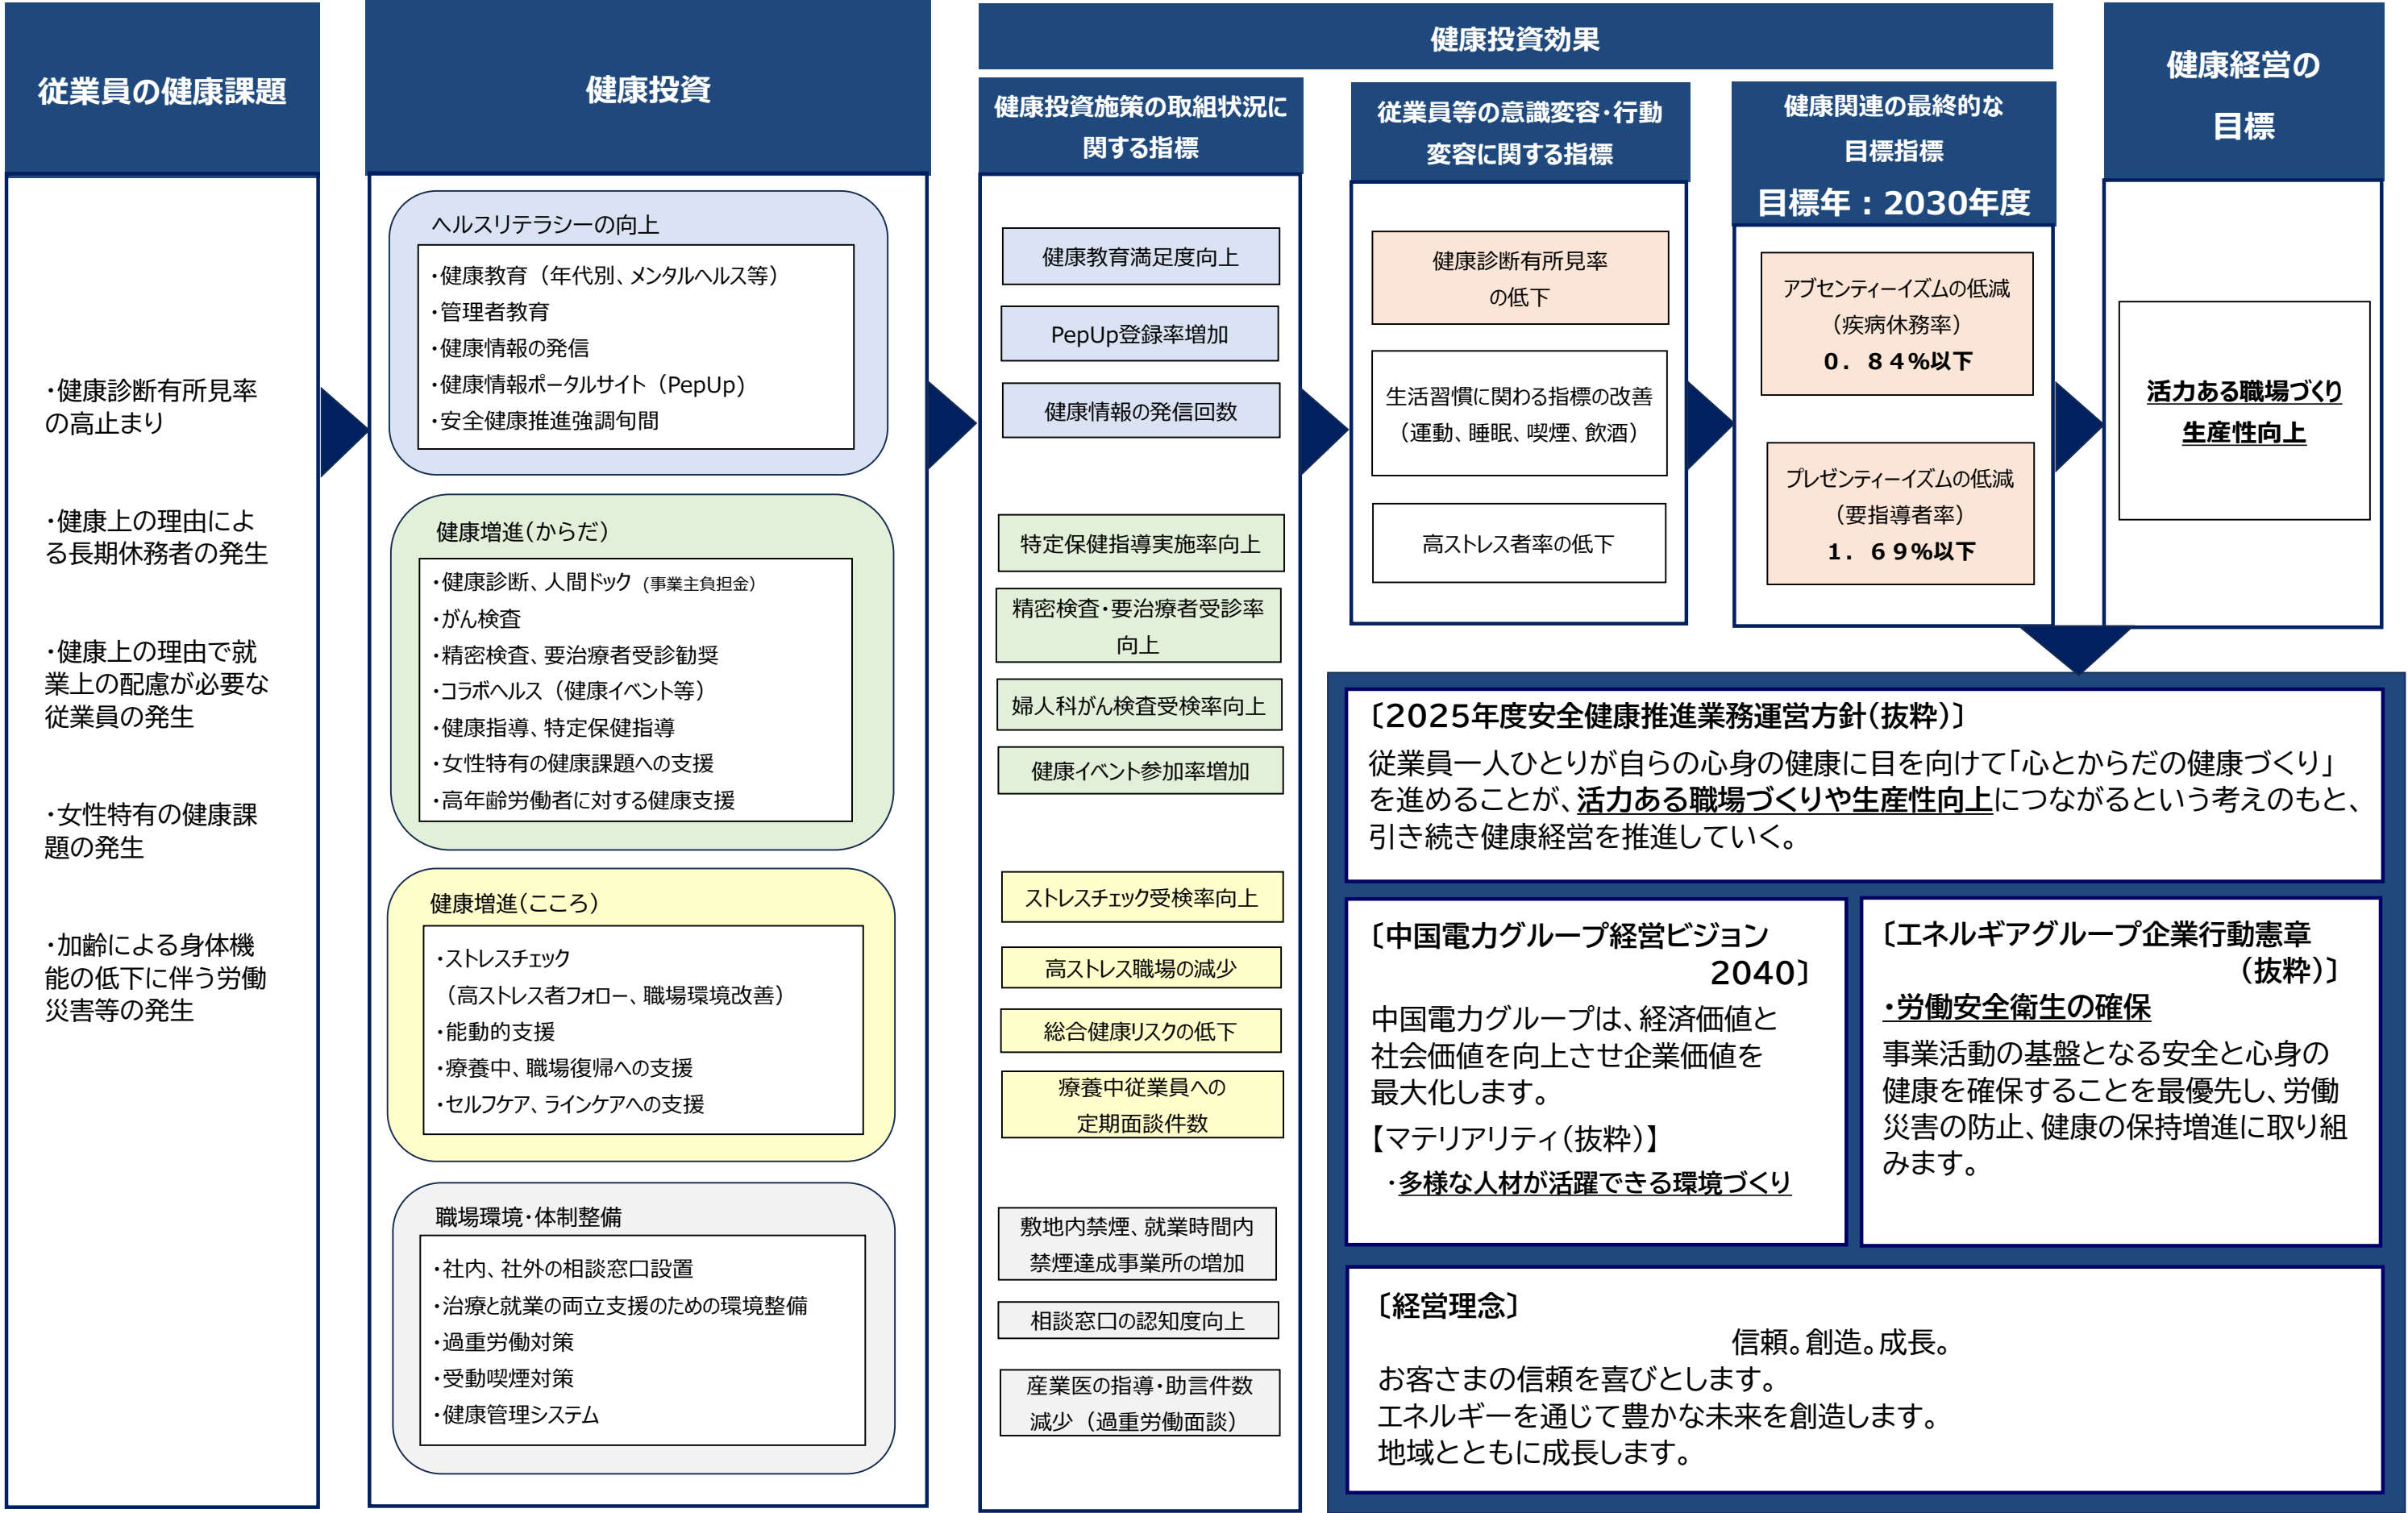 従業員の健康課題
・健康診断有所見率
の高止まり
・健康上の理由によ
る長期休務者の発生
・健康上の理由で就
業上の配慮が必要な
従業員の発生
・女性特有の健康課
題の発生
・加齢による身体機
能の低下に伴う労働
災害等の発生
健康投資
ヘルスリテラシーの向上
・健康教育（年代別、メンタルヘルス等）
・管理者教育
・健康情報の発信
・健康情報ポータルサイト（PepUp）
・安全健康推進強調旬間
健康増進（からだ）
・健康診断、人間ドック（事業主負担金）
・がん検査
・精密検査、要治療者受診勧奨
・コラボヘルス（健康イベント等）
・健康指導、特定保健指導
・女性特有の健康課題への支援
・高年齢労働者に対する健康支援
健康増進（こころ）
・ストレスチェック
（高ストレス者フォロー、職場環境改善）
・能動的支援
・療養中、職場復帰への支援
・セルフケア、ラインケアへの支援
職場環境・体制整備
・社内、社外の相談窓口設置
・治療と就業の両立支援のための環境整備
・過重労働対策
・受動喫煙対策
・健康管理システム
健康投資効果
健康投資施策の取組状況に
関する指標
健康教育満足度向上
PepUp登録率増加
健康情報の発信回数
特定保健指導実施率向上
精密検査・要治療者受診率
向上
婦人科がん検査受検率向上
健康イベント参加率増加
ストレスチェック受検率向上
高ストレス職場の減少
総合健康リスクの低下
療養中従業員への
定期面談件数
敷地内禁煙、就業時間内
禁煙達成事業所の増加
相談窓口の認知度向上
産業医の指導・助言件数
減少（過重労働面談）
従業員等の意識変容・行動
変容に関する指標
健康診断有所見率
の低下
生活習慣に関わる指標の改善
（運動、睡眠、喫煙、飲酒）
高ストレス者率の低下
健康関連の最終的な
目標指標
目標年：2030年度
アブセンティーイズムの低減
（疾病休務率）
０．８４％以下
プレゼンティーイズムの低減
（要指導者率）
１．６９％以下
健康経営の
目標
活力ある職場づくり
生産性向上
〔2025年度安全健康推進業務運営方針（抜粋）〕
従業員一人ひとりが自らの心身の健康に目を向けて「心とからだの健康づくり」
を進めることが、活力ある職場づくりや生産性向上につながるという考えのもと、
引き続き健康経営を推進していく。
〔中国電力グループ経営ビジョン
2040〕
中国電力グループは、経済価値と
社会価値を向上させ企業価値を
最大化します。
【マテリアリティ（抜粋）】
・多様な人材が活躍できる環境づくり
〔エネルギアグループ企業行動憲章
（抜粋）〕
・労働安全衛生の確保
事業活動の基盤となる安全と心身の
健康を確保することを最優先し、労働
災害の防止、健康の保持増進に取り組
みます。
〔経営理念〕
信頼。創造。成長。
お客さまの信頼を喜びとします。
エネルギーを通じて豊かな未来を創造します。
地域とともに成長します。